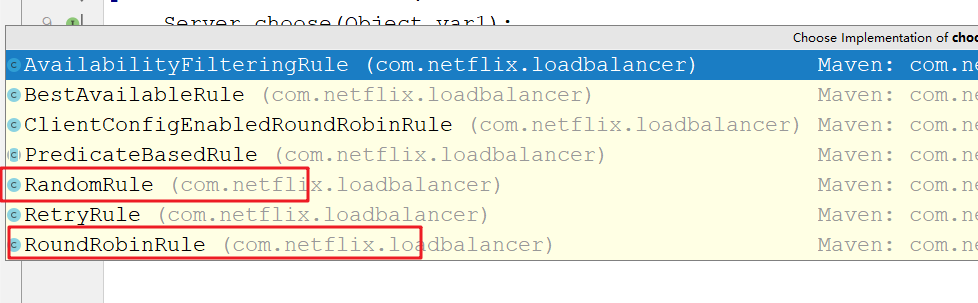 9 Server choose(Object var1);
Choose Implementation of choo
AvailabilityFilteringRule (com.netflix.loadbalancer) Maven: com.ne
BestAvailableRule (com.netflix.loadbalancer) Maven: com.ne
ClientConfigEnabledRoundRobinRule (com.netflix.loadbalancer) Maven: com.ne
PredicateBasedRule (com.netflix.loadbalancer) Maven: com.ne
RandomRule (com.netflix.loadbalancer) Maven: com.ne
RetryRule (com.netflix.loadbalancer) Maven: com.ne
RoundRobinRule (com.netflix.loadbalancer) Maven: com.ne